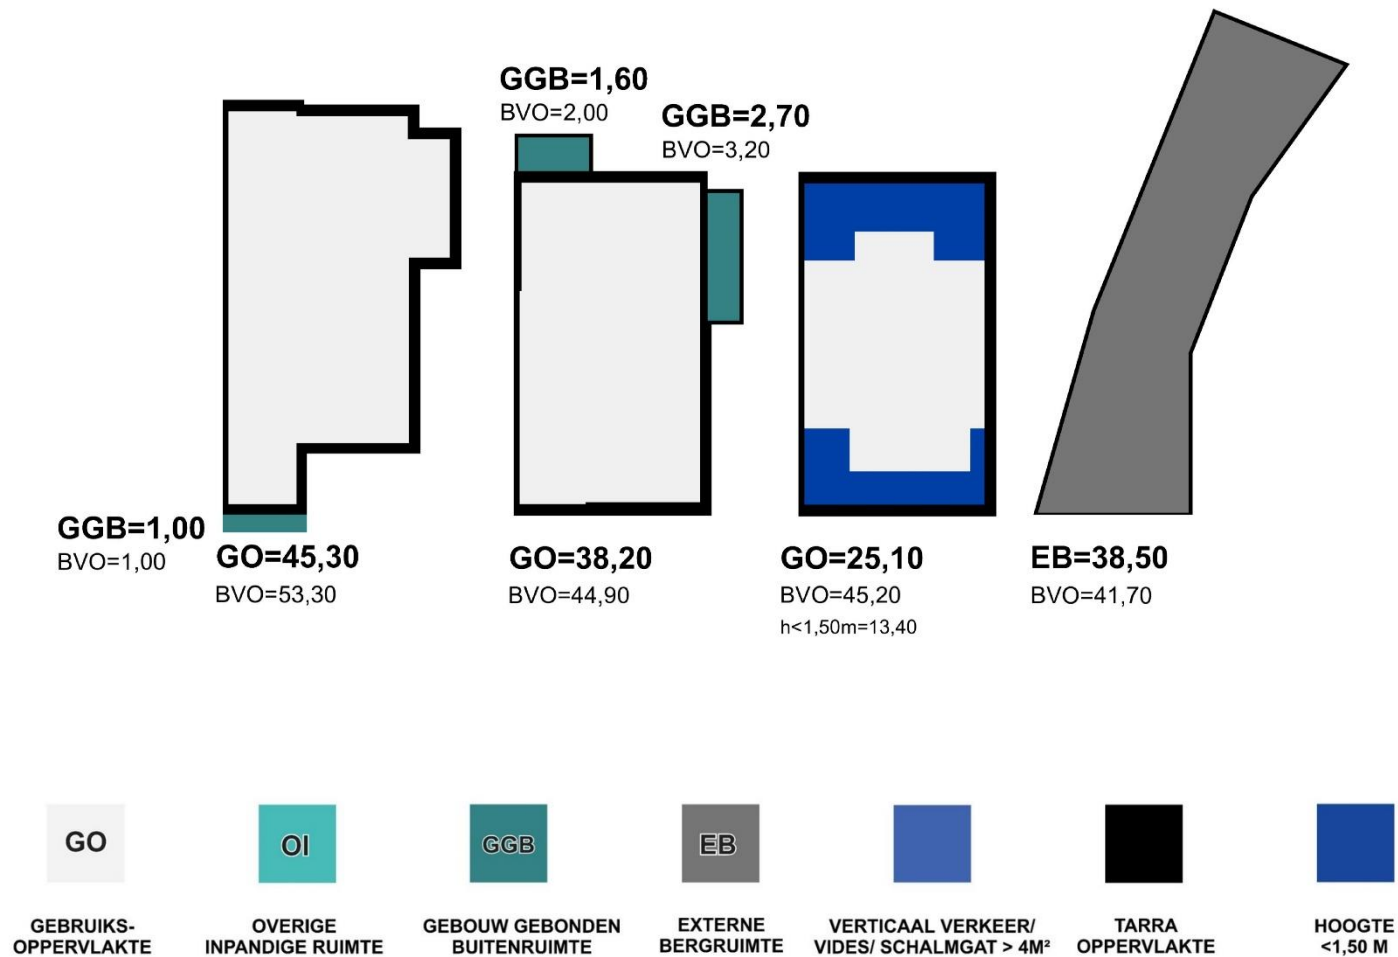 GGB=1,60
BVO=2,00
GGB=2,70
BVO=3,20
GGB=1,00
BVO=1,00
GO=45,30
BVO=53,30
GO=38,20
BVO=44,90
GO=25,10
BVO=45,20
h<1,50m=13,40
EB=38,50
BVO=41,70
GO
GEBRUIKS-
OPPERVLAKTE
OI
OVERIGE
INPANDIGE RUIMTE
GGB
GEBOUW GEBONDEN
BUITENRUIMTE
EB
EXTERNE
BERGRUIMTE
VERTICAAL VERKEER/
VIDES/ SCHALMGAT > 4M²
TARRA
OPPERVLAKTE
HOOGTE
<1,50 M